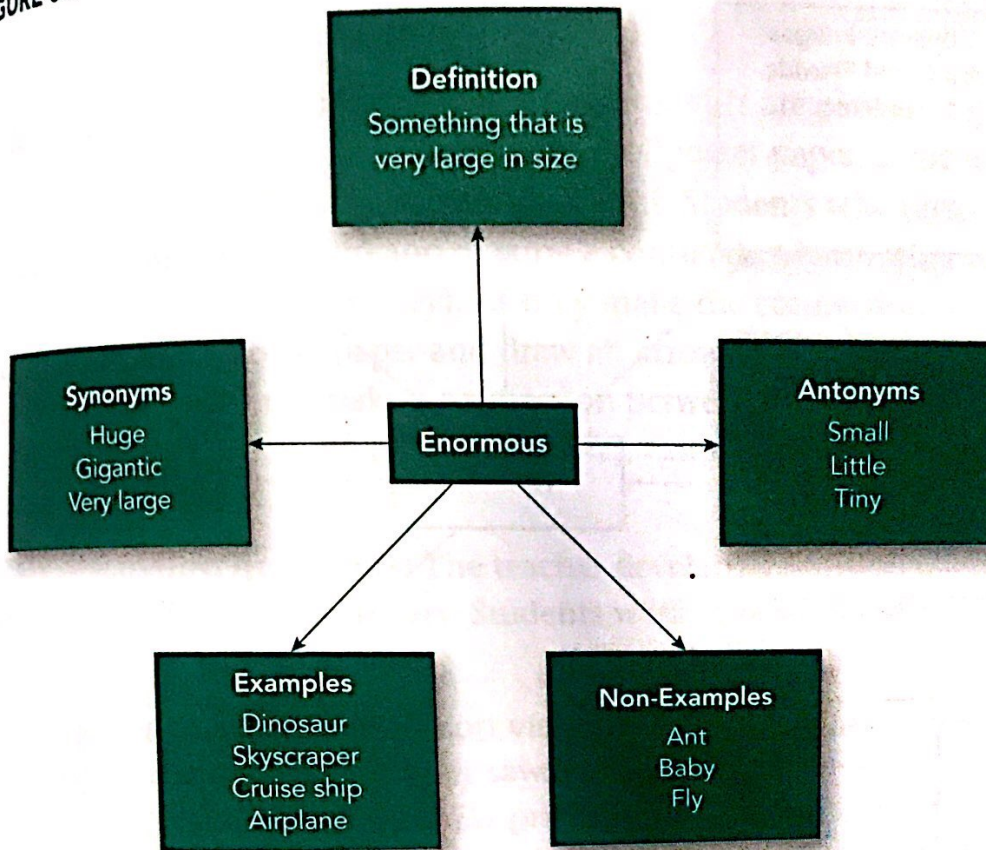 Definition
Something that is
very large in size
Synonyms
Huge
Gigantic
Very large
Enormous
Antonyms
Small
Little
Tiny
Examples
Dinosaur
Skyscraper
Cruise ship
Airplane
Non-Examples
Ant
Baby
Fly